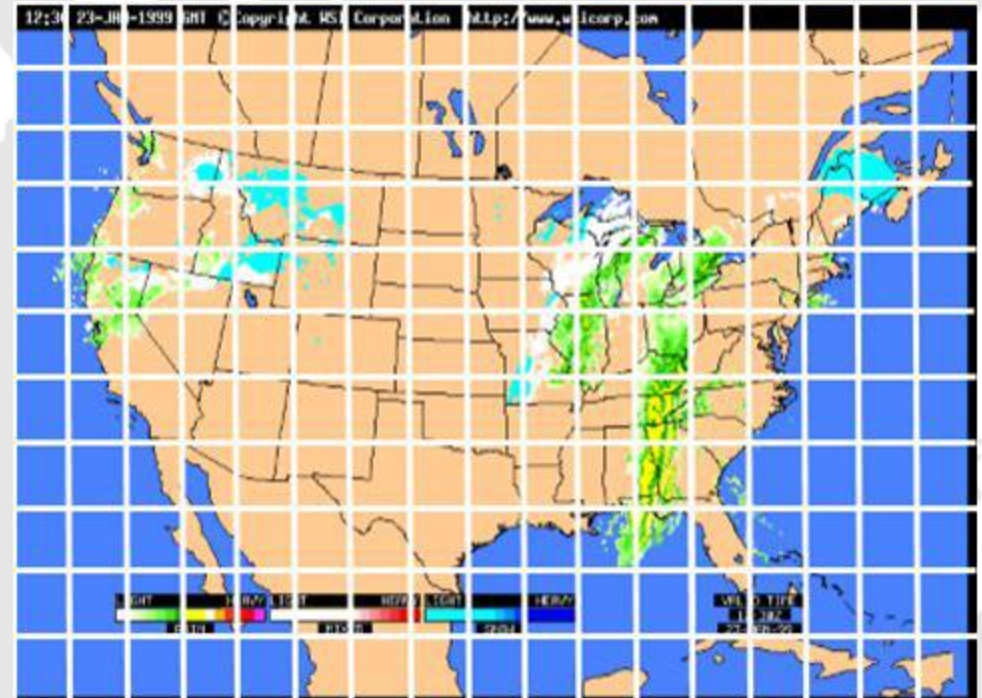 12:30 23-JAN-1999 GMT © Copyright WSI Corporation http://www.wsicorp.com
LIGHT HEAVY LIGHT HEAVY LIGHT HEAVY VALID TIME
RAIN MIXED SNOW